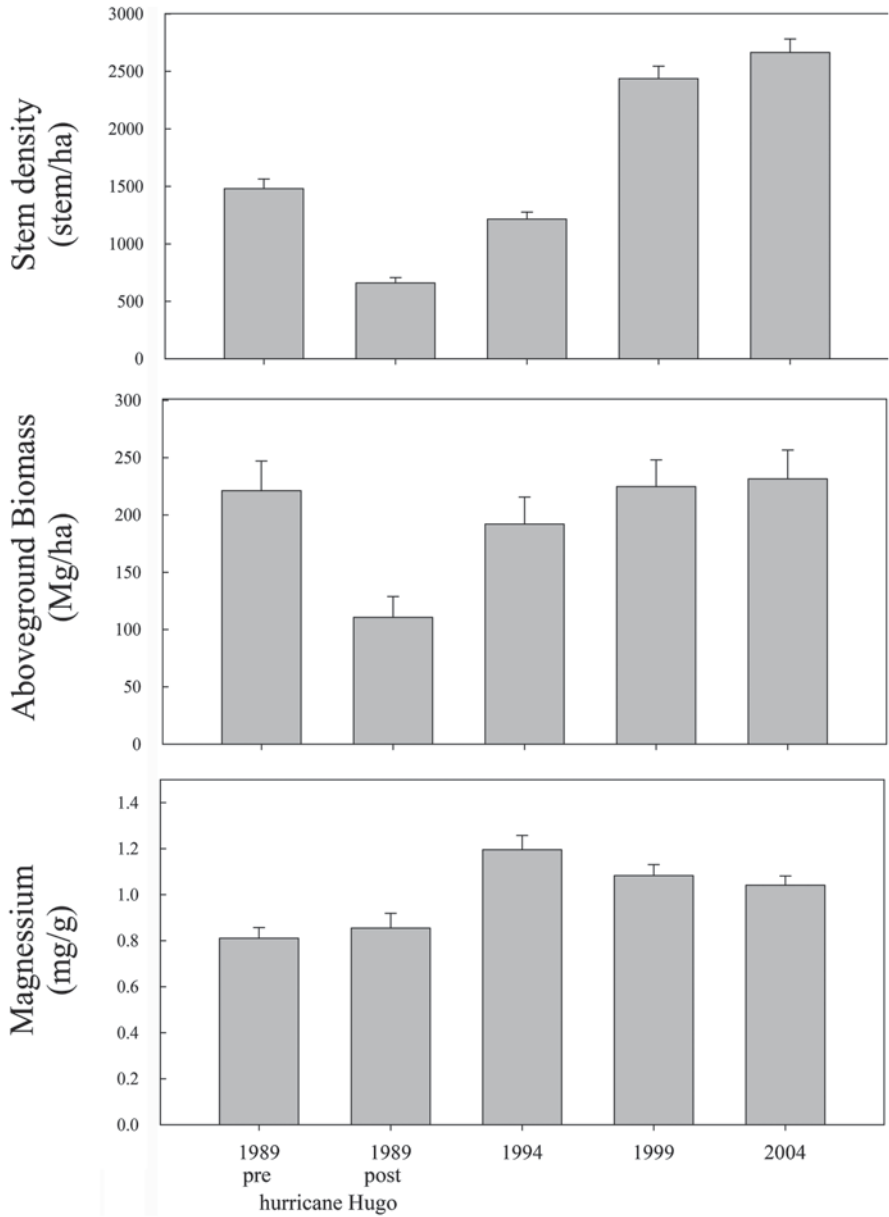 Stem density
(stem/ha)
3000
2500
2000
1500
1000
500
0
Aboveground Biomass
(Mg/ha)
300
250
200
150
100
50
0
Magnessium
(mg/g)
1.4
1.2
1.0
0.8
0.6
0.4
0.2
0.0
1989 1989 1994 1999 2004
pre post
hurricane Hugo